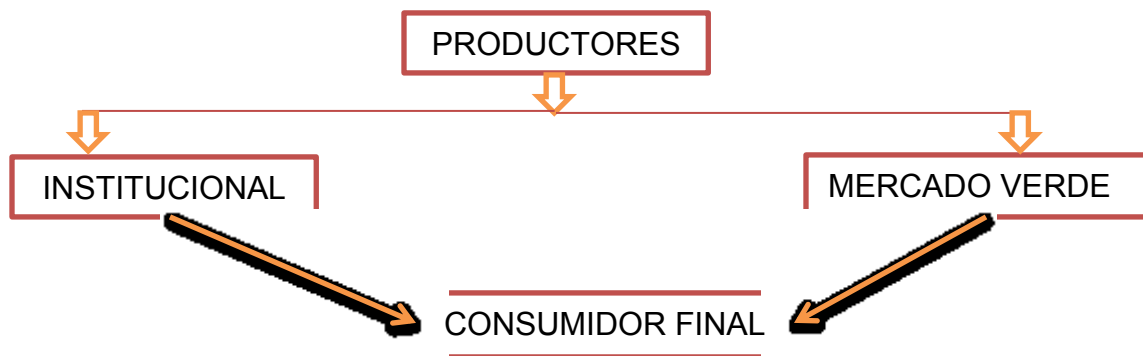 PRODUCTORES
INSTITUCIONAL
MERCADO VERDE
CONSUMIDOR FINAL